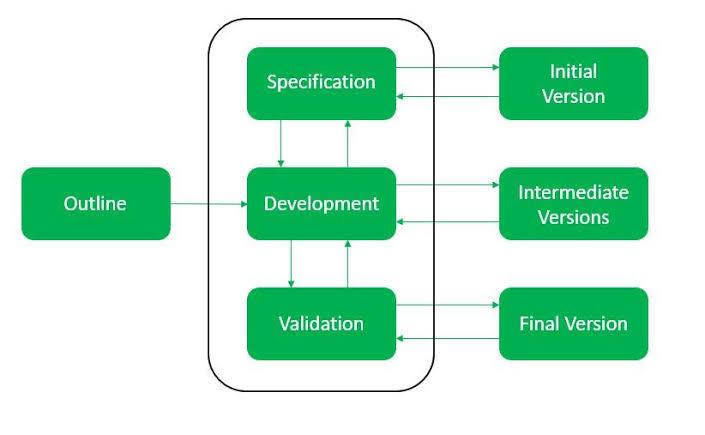 Specification
Initial
Version
Outline
Development
Intermediate
Versions
Validation
Final Version